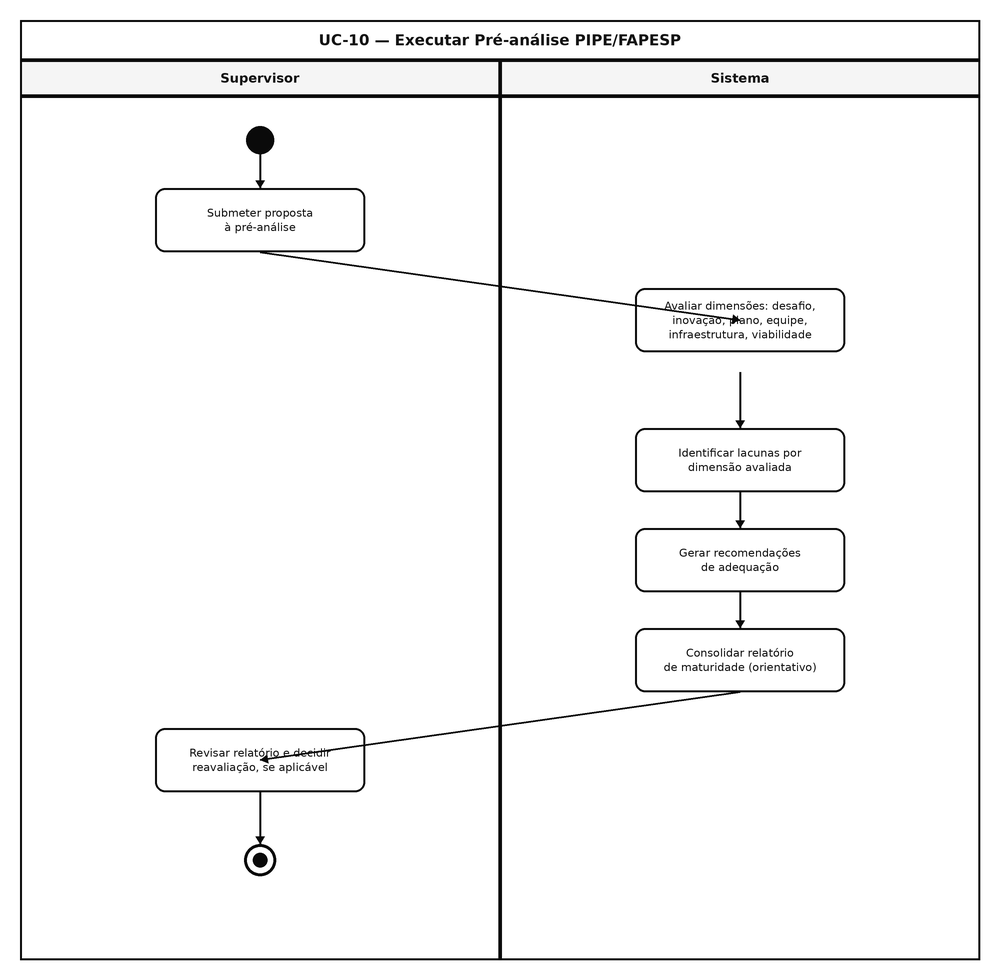 UC-10 — Executar Pré-análise PIPE/FAPESP
Supervisor
Sistema
Submeter proposta
à pré-análise
Avaliar dimensões: desafio,
inovação, plano, equipe,
infraestrutura, viabilidade
Identificar lacunas por
dimensão avaliada
Gerar recomendações
de adequação
Consolidar relatório
de maturidade (orientativo)
Revisar relatório e decidir
reavaliação, se aplicável